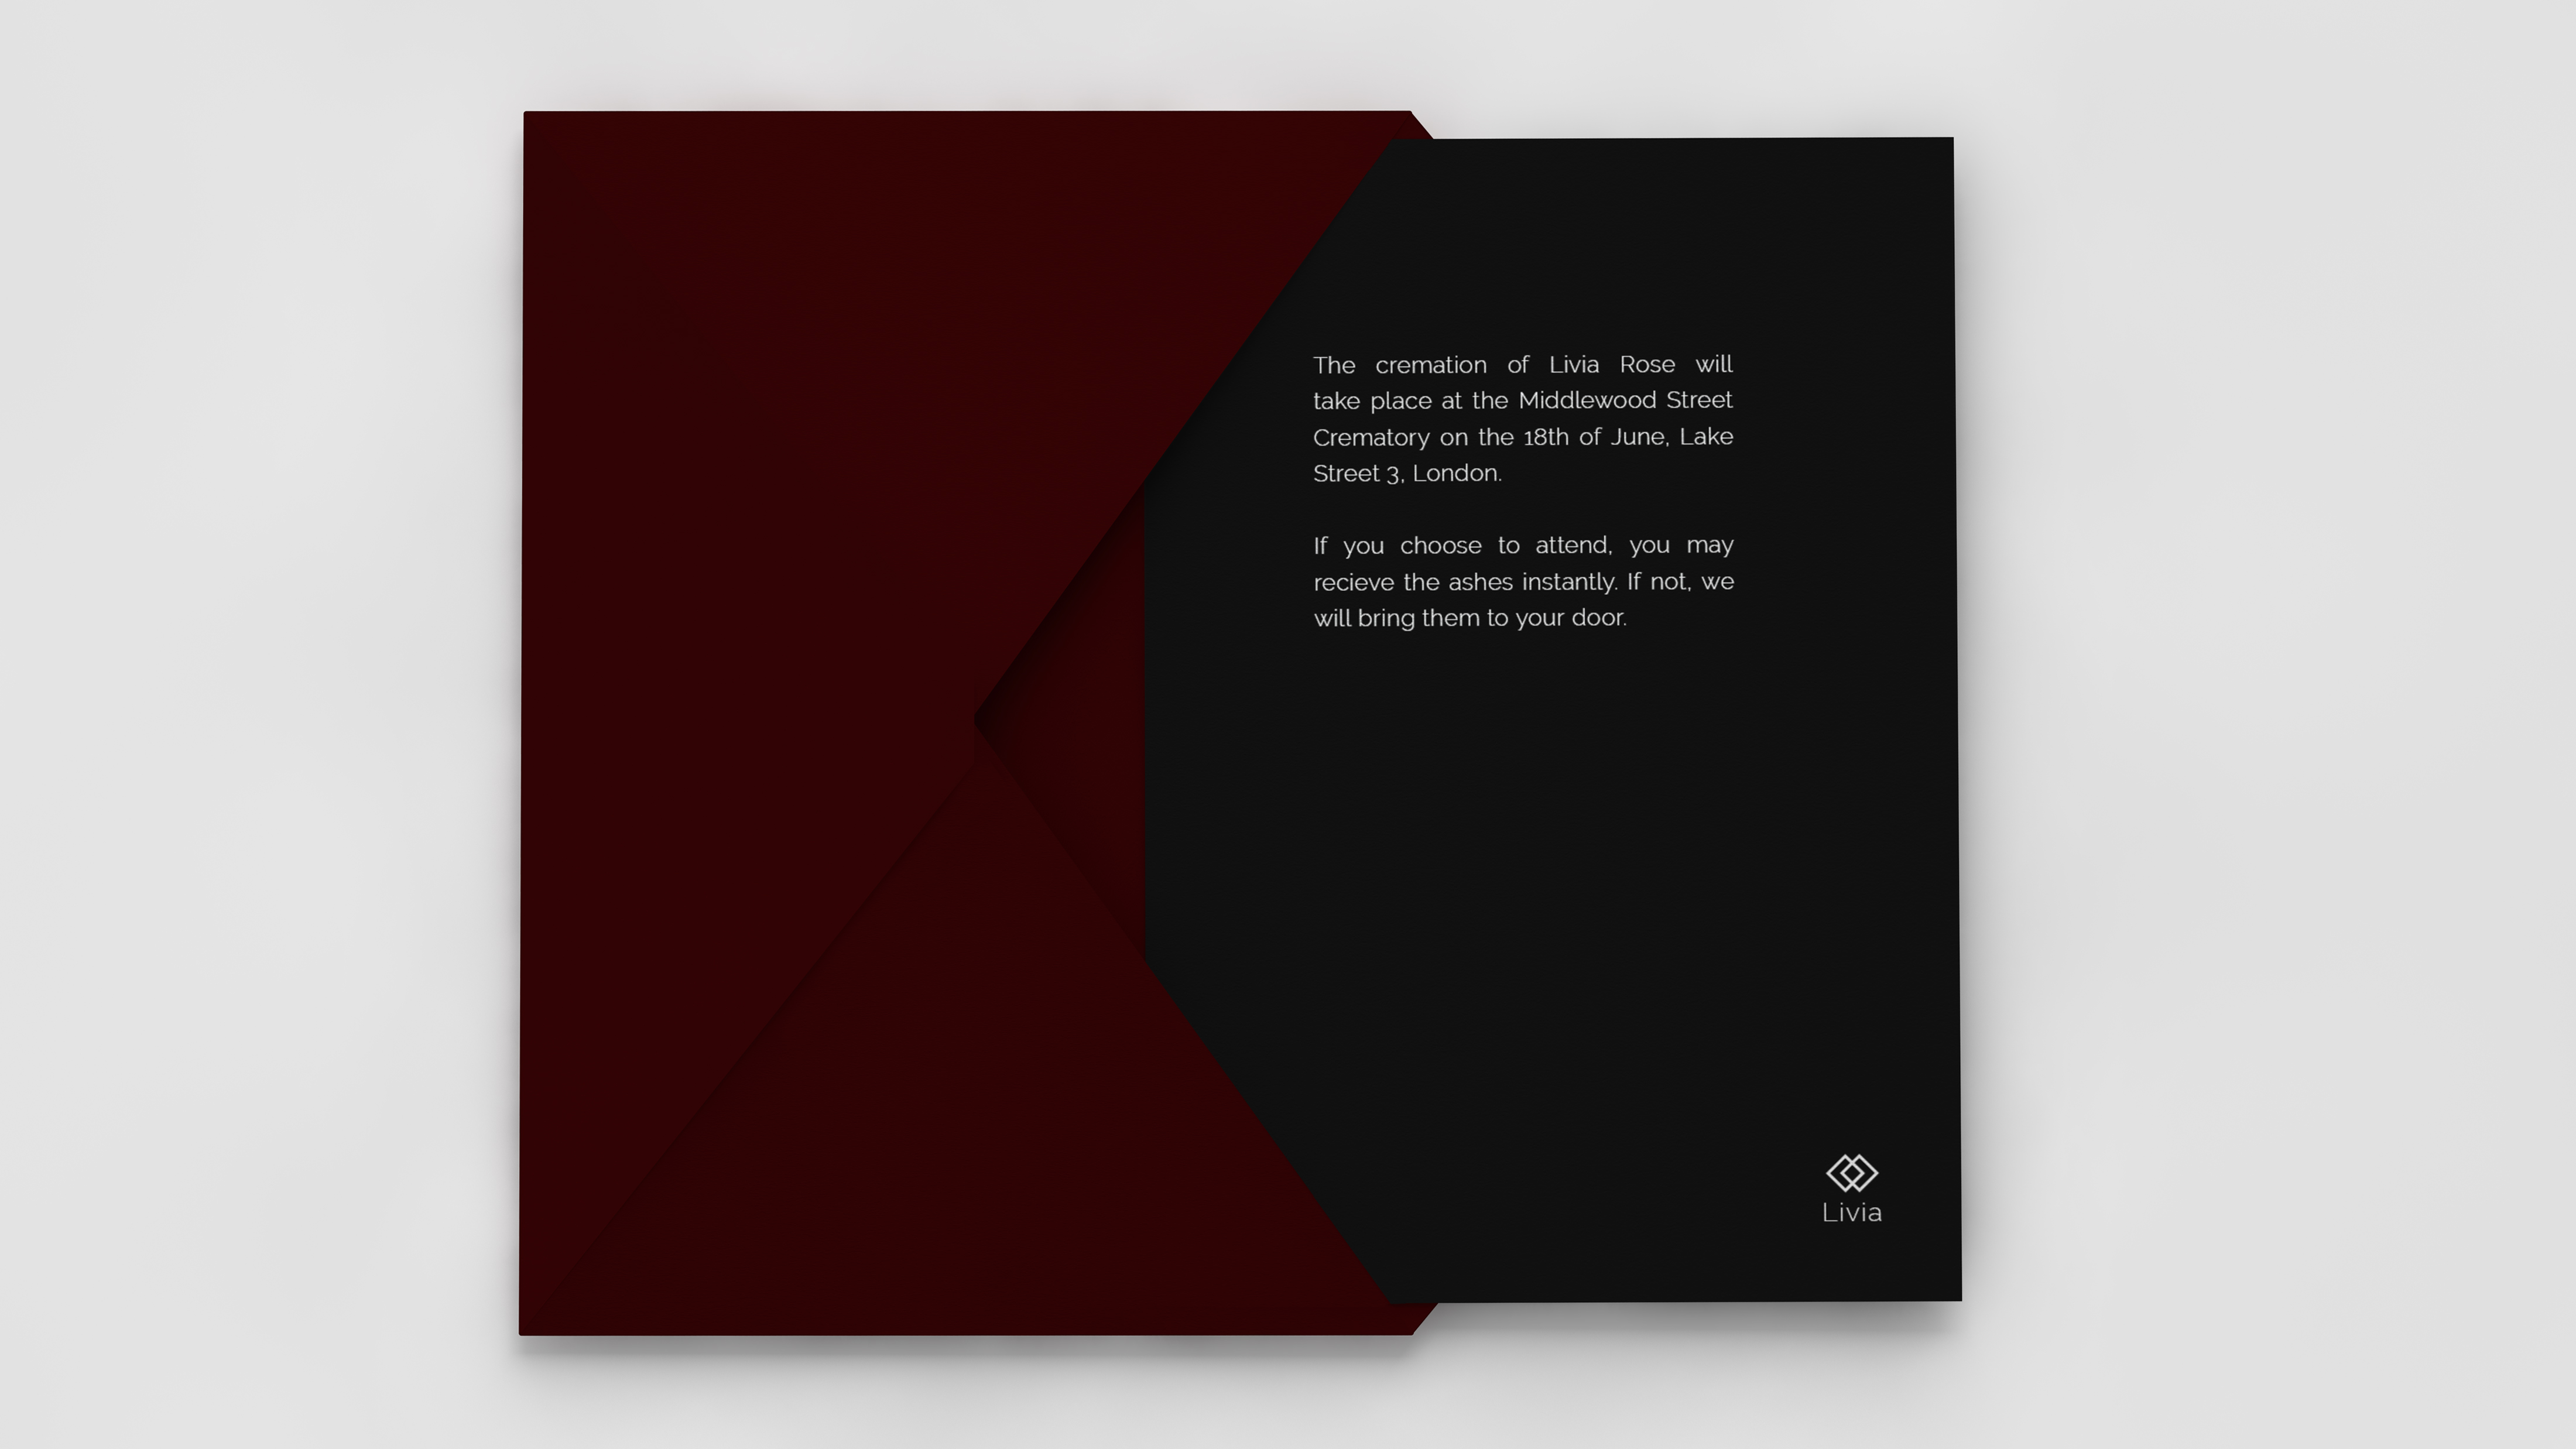 The cremation of Livia Rose will
take place at the Middlewood Street
Crematory on the 18th of June, Lake
Street 3, London.
If you choose to attend, you may
recieve the ashes instantly. If not, we
will bring them to your door.
Livia